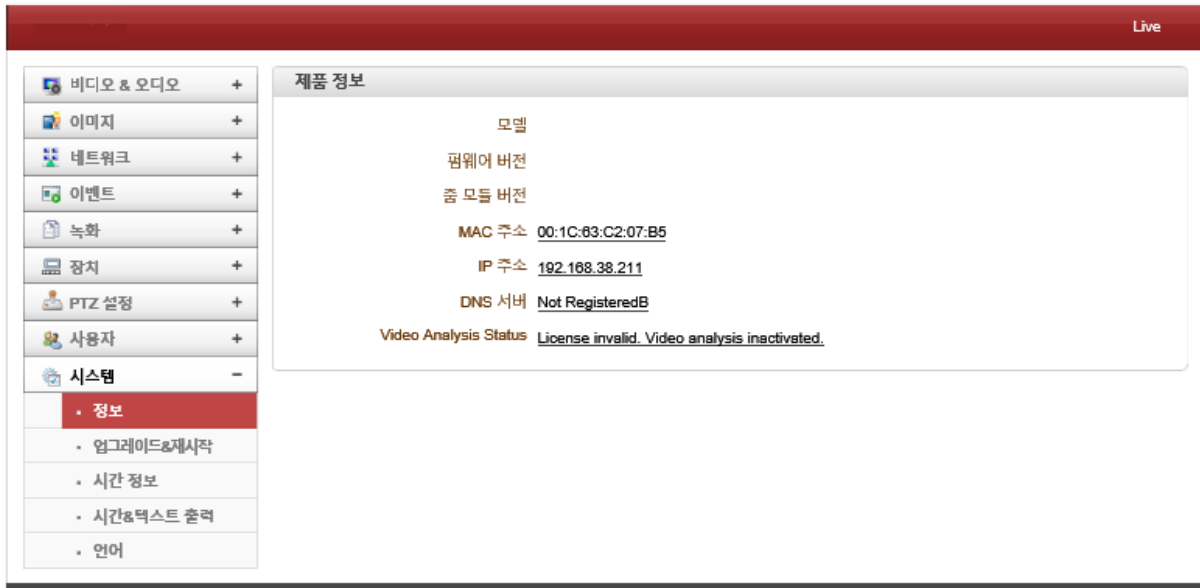 Live
비디오 & 오디오 +
이미지 +
네트워크 +
이벤트 +
녹화 +
장치 +
PTZ 설정 +
사용자 +
시스템 −
정보
업그레이드&재시작
시간 정보
시간&텍스트 출력
언어
제품 정보
모델
펌웨어 버전
줌 모듈 버전
MAC 주소 00:1C:63:C2:07:B5
IP 주소 192.168.38.211
DNS 서버 Not RegisteredB
Video Analysis Status License invalid. Video analysis inactivated.